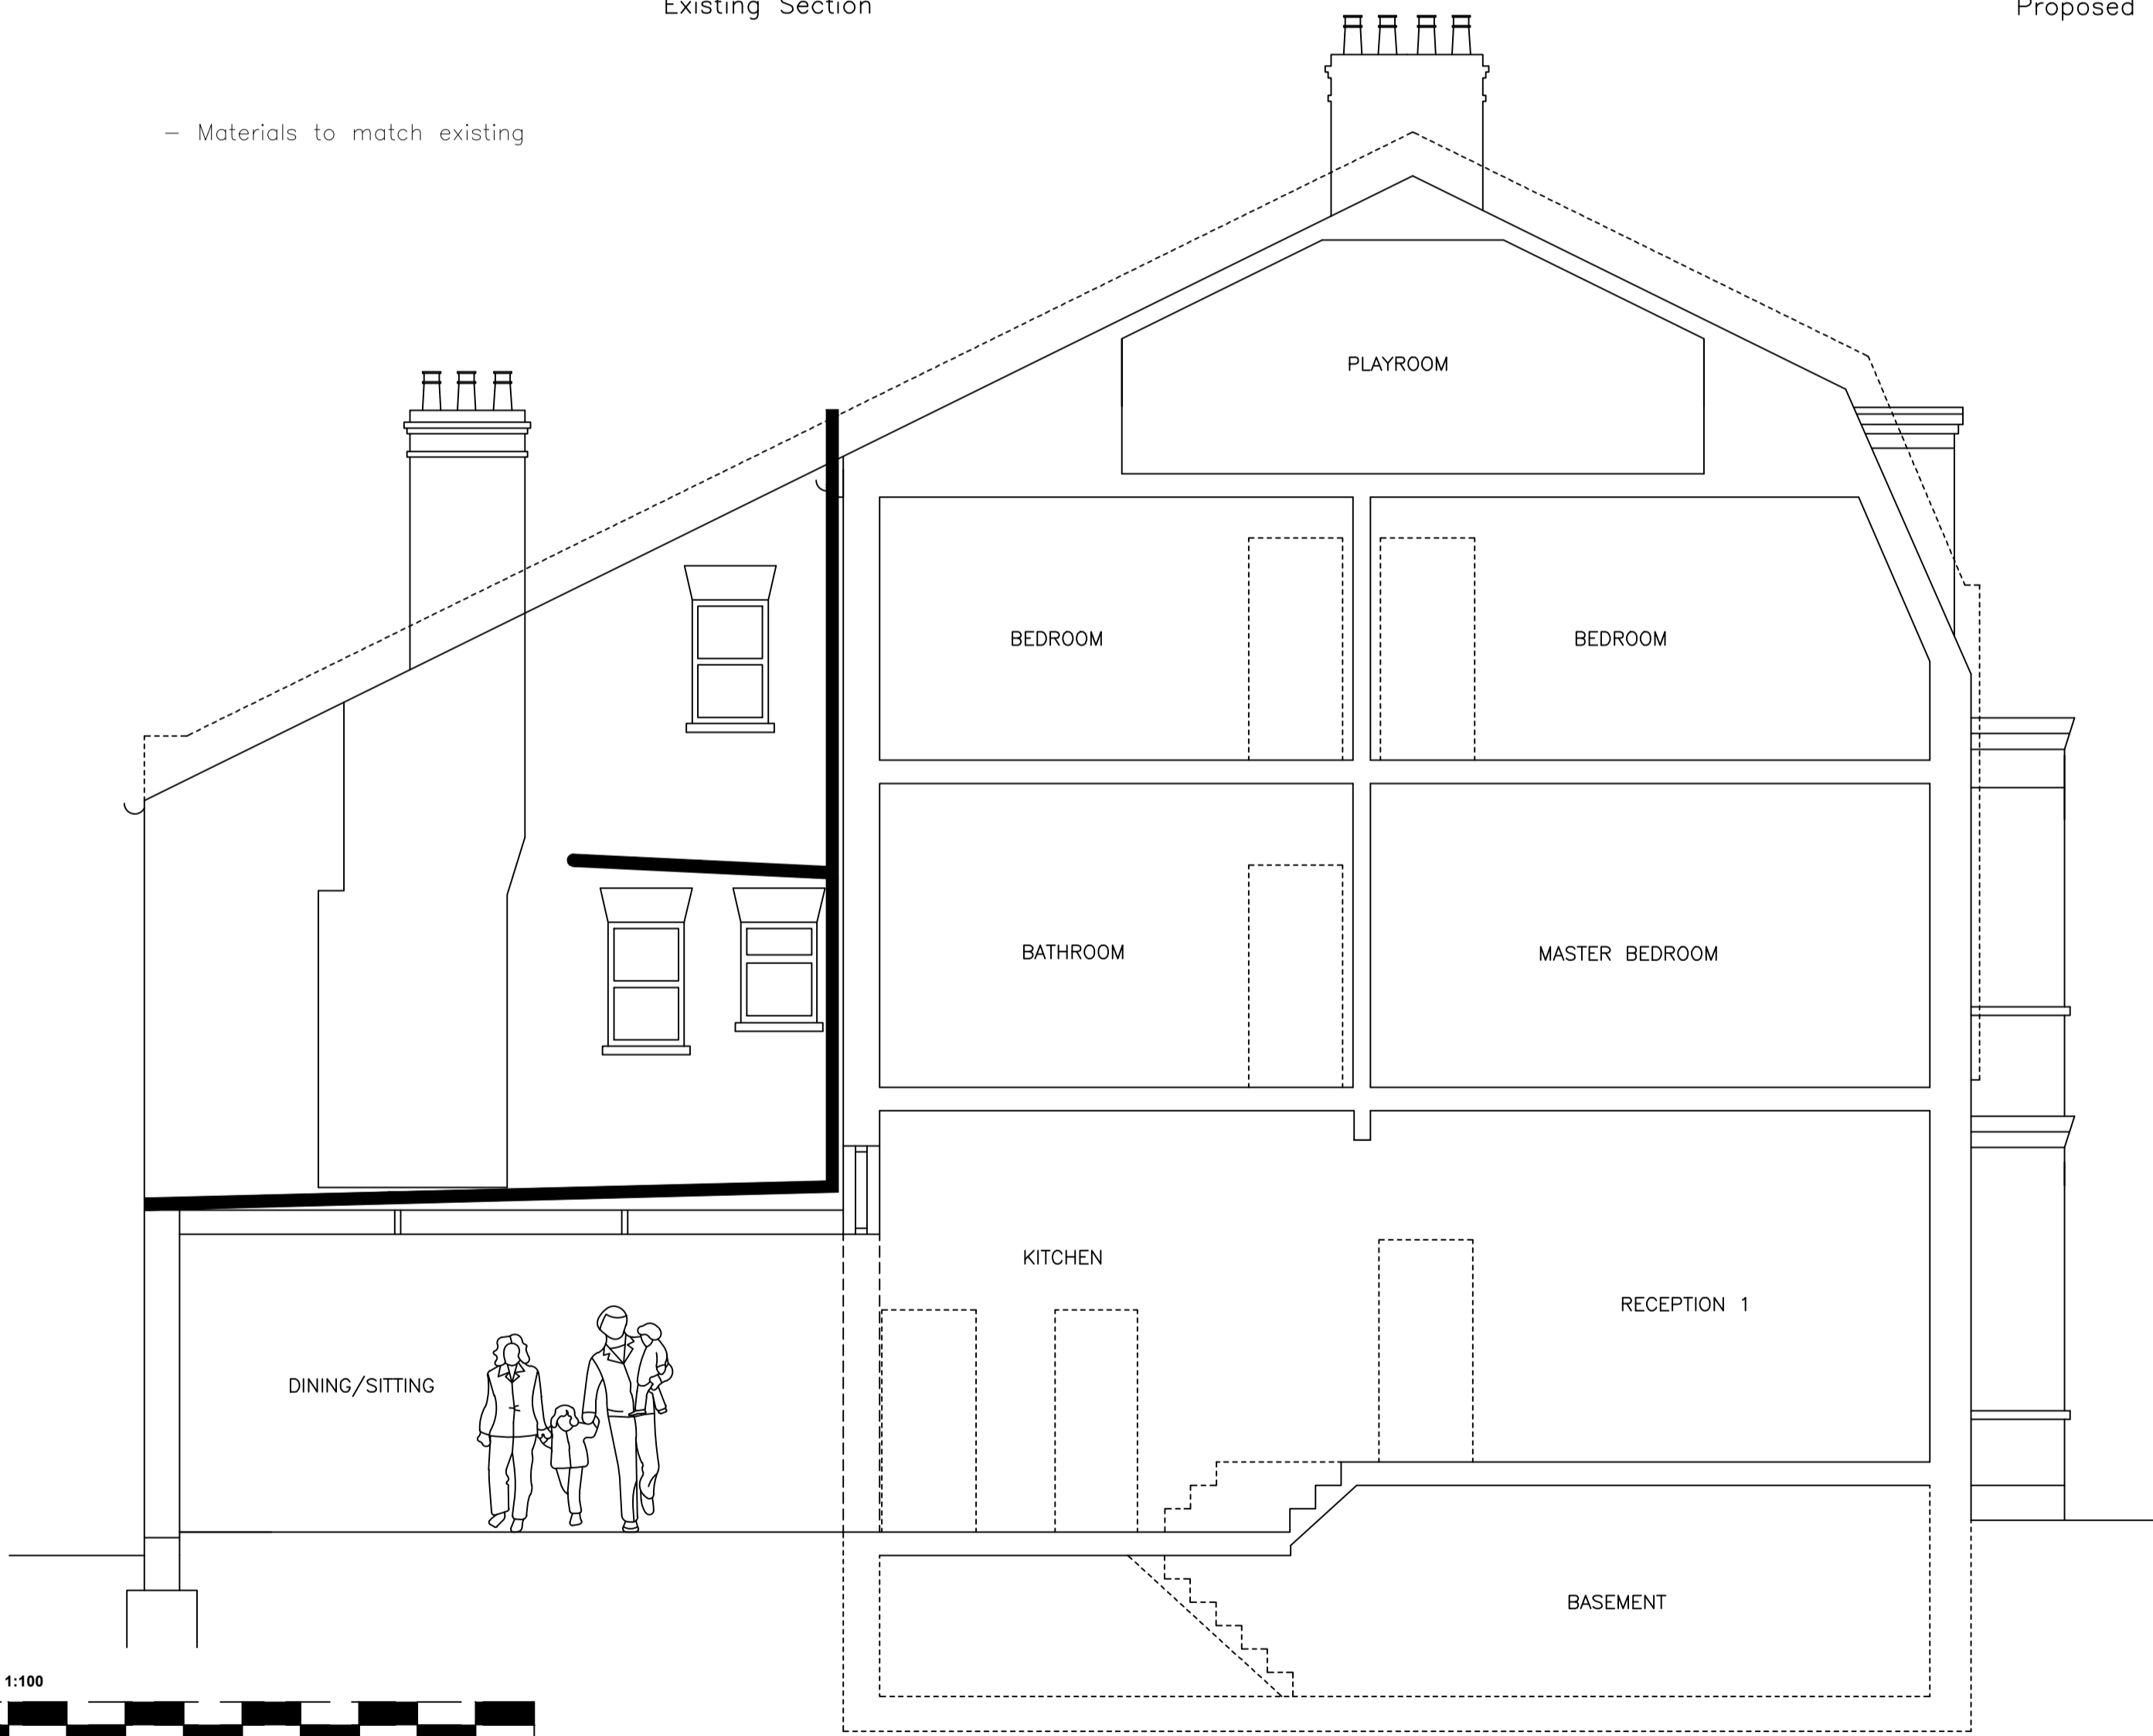 Existing Section
Proposed
- Materials to match existing
PLAYROOM
BEDROOM
BEDROOM
BATHROOM
MASTER BEDROOM
KITCHEN
RECEPTION 1
DINING/SITTING
BASEMENT
1:100